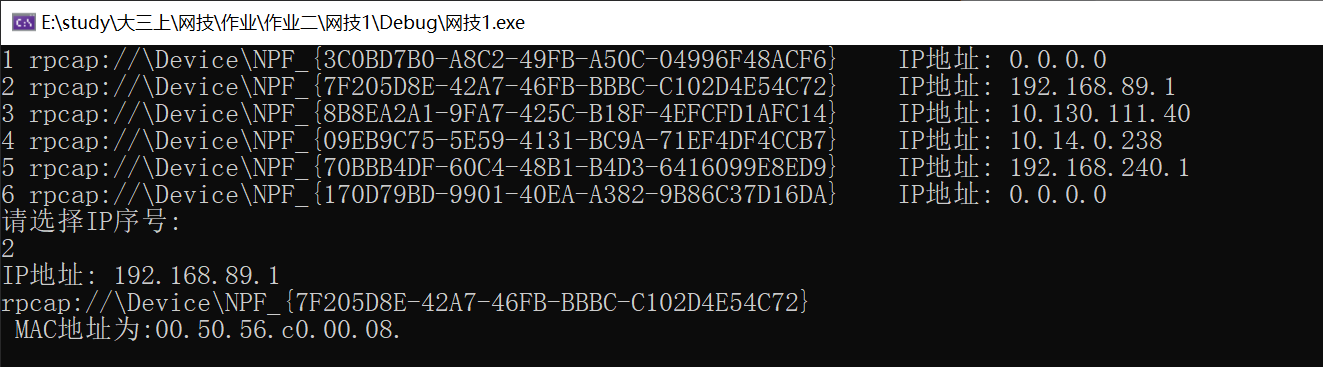 E:\study\大三上\网技\作业\作业二\网技1\Debug\网技1.exe
1 rpcap://\Device\NPF_{3C0BD7B0-A8C2-49FB-A50C-04996F48ACF6} IP地址: 0.0.0.0
2 rpcap://\Device\NPF_{7F205D8E-42A7-46FB-BBBC-C102D4E54C72} IP地址: 192.168.89.1
3 rpcap://\Device\NPF_{8B8EA2A1-9FA7-425C-B18F-4EFCFD1AFC14} IP地址: 10.130.111.40
4 rpcap://\Device\NPF_{09EB9C75-5E59-4131-BC9A-71EF4DF4CCB7} IP地址: 10.14.0.238
5 rpcap://\Device\NPF_{70BBB4DF-60C4-48B1-B4D3-6416099E8ED9} IP地址: 192.168.240.1
6 rpcap://\Device\NPF_{170D79BD-9901-40EA-A382-9B86C37D16DA} IP地址: 0.0.0.0
请选择IP序号:
2
IP地址: 192.168.89.1
rpcap://\Device\NPF_{7F205D8E-42A7-46FB-BBBC-C102D4E54C72}
MAC地址为:00.50.56.c0.00.08.